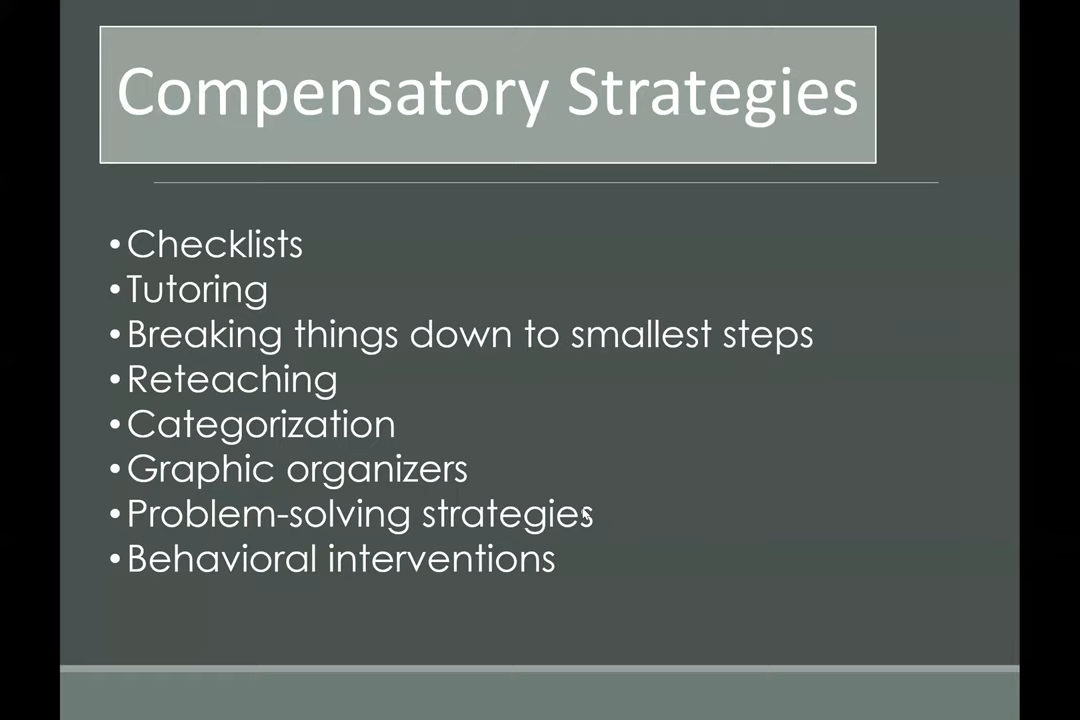 Compensatory Strategies
•Checklists
•Tutoring
•Breaking things down to smallest steps
•Reteaching
•Categorization
•Graphic organizers
•Problem-solving strategies
•Behavioral interventions